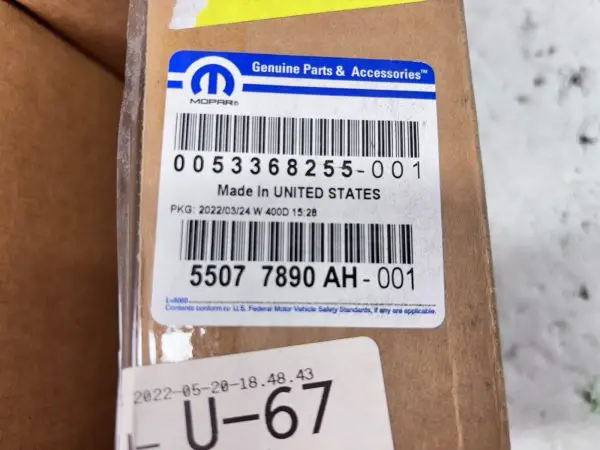 Genuine Parts & Accessories™
MOPAR®
0053368255-001
Made In UNITED STATES
PKG: 2022/03/24 W 400D 15:28
5507 7890 AH-001
L-6000
Contents conform to U.S. Federal Motor Vehicle Safety Standards, if any are applicable.
2022-05-20-18.48.43
U-67